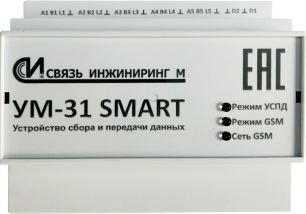 A1 B1 L1 ⊥ A2 B2 L2 ⊥ A3 B3 L3 ⊥ A4 B4 L4 ⊥ A5 B5 L5 ⊥ D2 D1
СИ СВЯЗЬ ИНЖИНИРИНГ М
EAC
УМ-31 SMART
Устройство сбора и передачи данных
Режим УСПД
Режим GSM
Сеть GSM